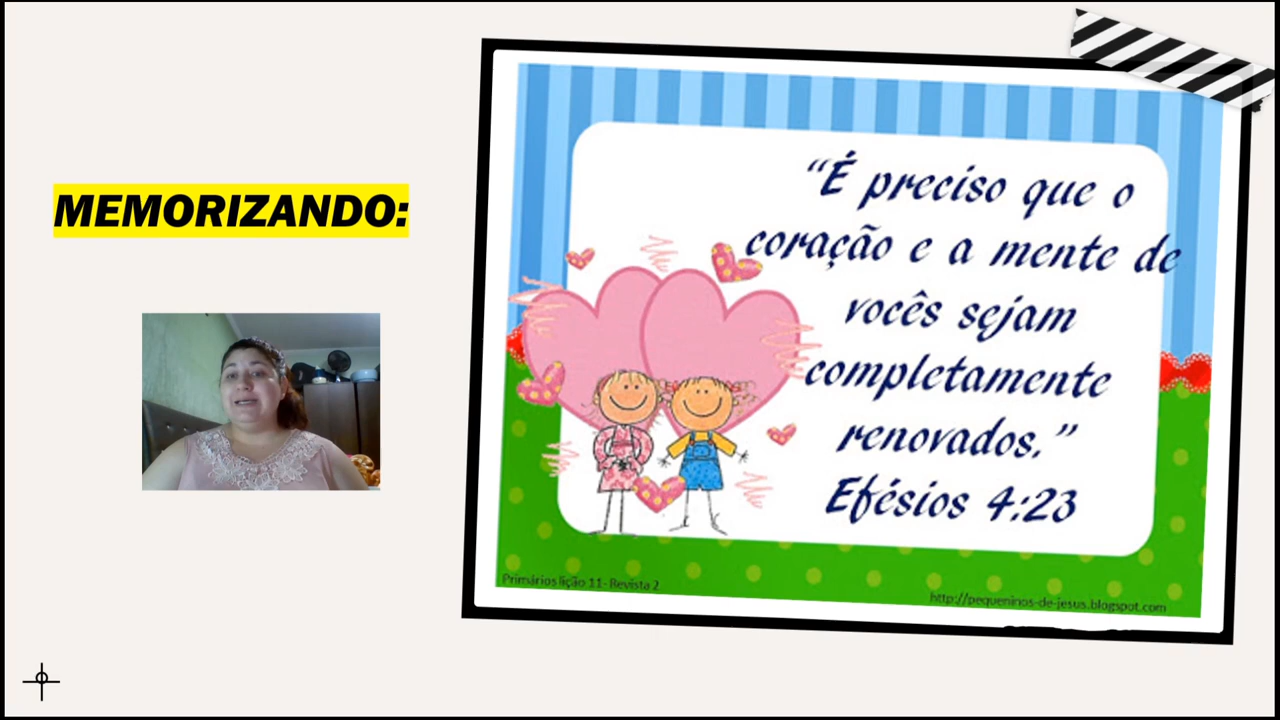 MEMORIZANDO:
“É preciso que o
coração e a mente de
vocês sejam
completamente
renovados.”
Efésios 4:23
Primários lição 11- Revista 2
http://pequeninos-de-jesus.blogspot.com